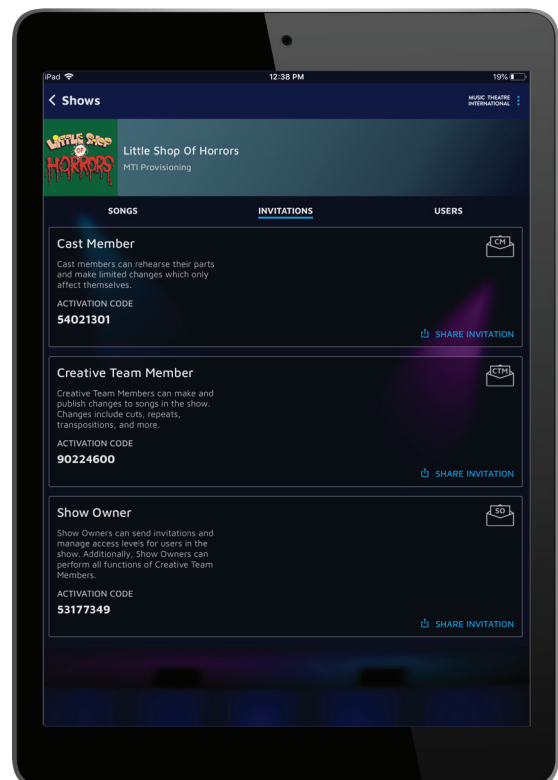 iPad 12:38 PM 19%
Shows
MUSIC THEATRE
INTERNATIONAL
LITTLE SHOP
OF
HORRORS
Little Shop Of Horrors
MTI Provisioning
SONGS INVITATIONS USERS
Cast Member
CM
Cast members can rehearse their parts
and make limited changes which only
affect themselves.
ACTIVATION CODE
54021301
SHARE INVITATION
Creative Team Member
CTM
Creative Team Members can make and
publish changes to songs in the show.
Changes include cuts, repeats,
transpositions, and more.
ACTIVATION CODE
90224600
SHARE INVITATION
Show Owner
SO
Show Owners can send invitations and
manage access levels for users in the
show. Additionally, Show Owners can
perform all functions of Creative Team
Members.
ACTIVATION CODE
53177349
SHARE INVITATION